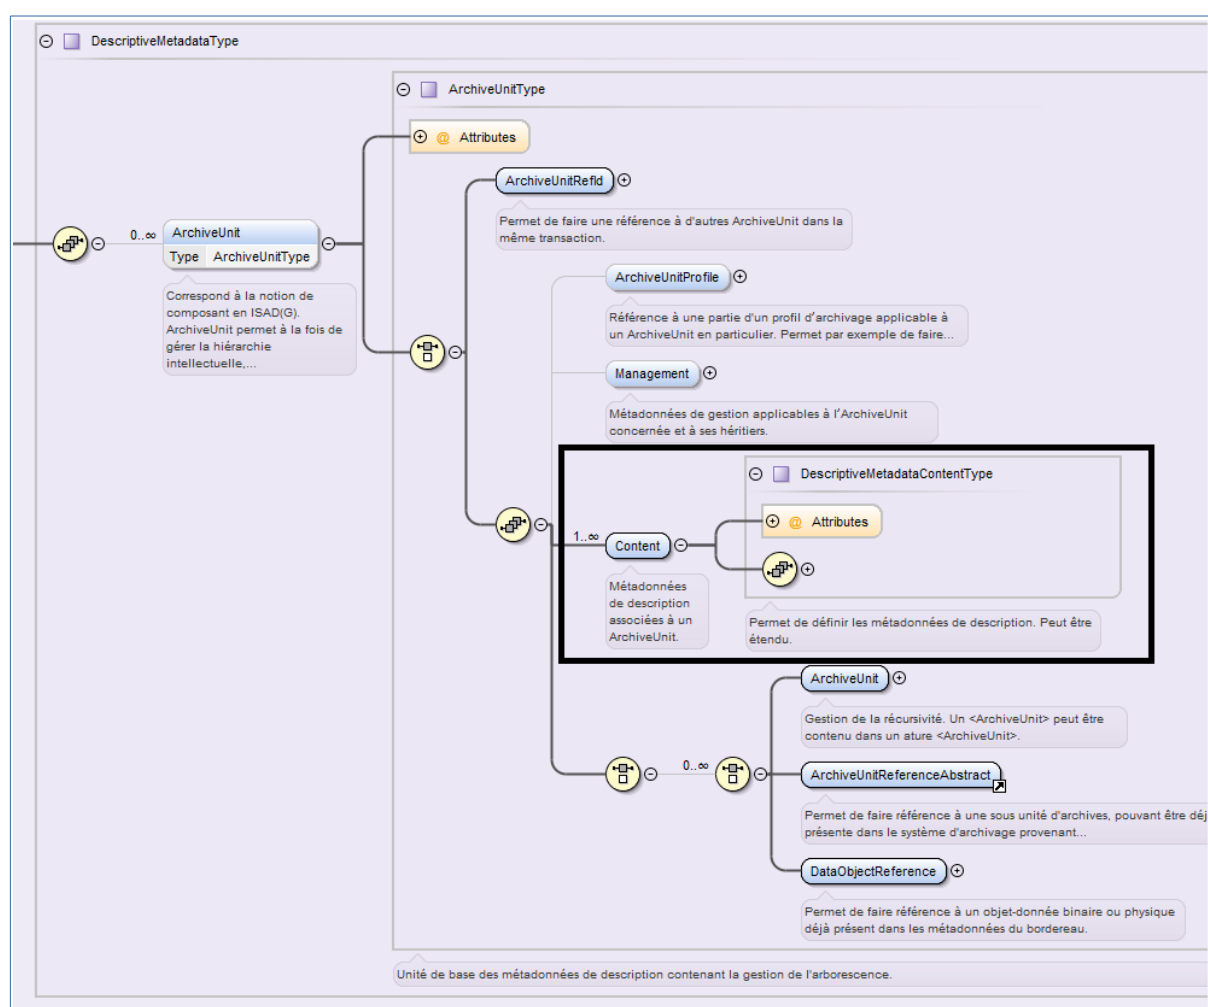 DescriptiveMetadataType
ArchiveUnitType
@ Attributes
ArchiveUnitRefId
Permet de faire une référence à d'autres ArchiveUnit dans la
même transaction.
0..∞
ArchiveUnit
Type ArchiveUnitType
Correspond à la notion de
composant en ISAD(G).
ArchiveUnit permet à la fois de
gérer la hiérarchie
intellectuelle,...
ArchiveUnitProfile
Référence à une partie d'un profil d’archivage applicable à
un ArchiveUnit en particulier. Permet par exemple de faire...
Management
Métadonnées de gestion applicables à l’ArchiveUnit
concernée et à ses héritiers.
DescriptiveMetadataContentType
@ Attributes
1..∞
Content
Métadonnées
de description
associées à un
ArchiveUnit.
Permet de définir les métadonnées de description. Peut être
étendu.
ArchiveUnit
Gestion de la récursivité. Un <ArchiveUnit> peut être
contenu dans un ature <ArchiveUnit>.
0..∞
ArchiveUnitReferenceAbstract
Permet de faire référence à une sous unité d'archives, pouvant être déj
présente dans le système d'archivage provenant...
DataObjectReference
Permet de faire référence à un objet-donnée binaire ou physique
déjà présent dans les métadonnées du bordereau.
Unité de base des métadonnées de description contenant la gestion de l'arborescence.